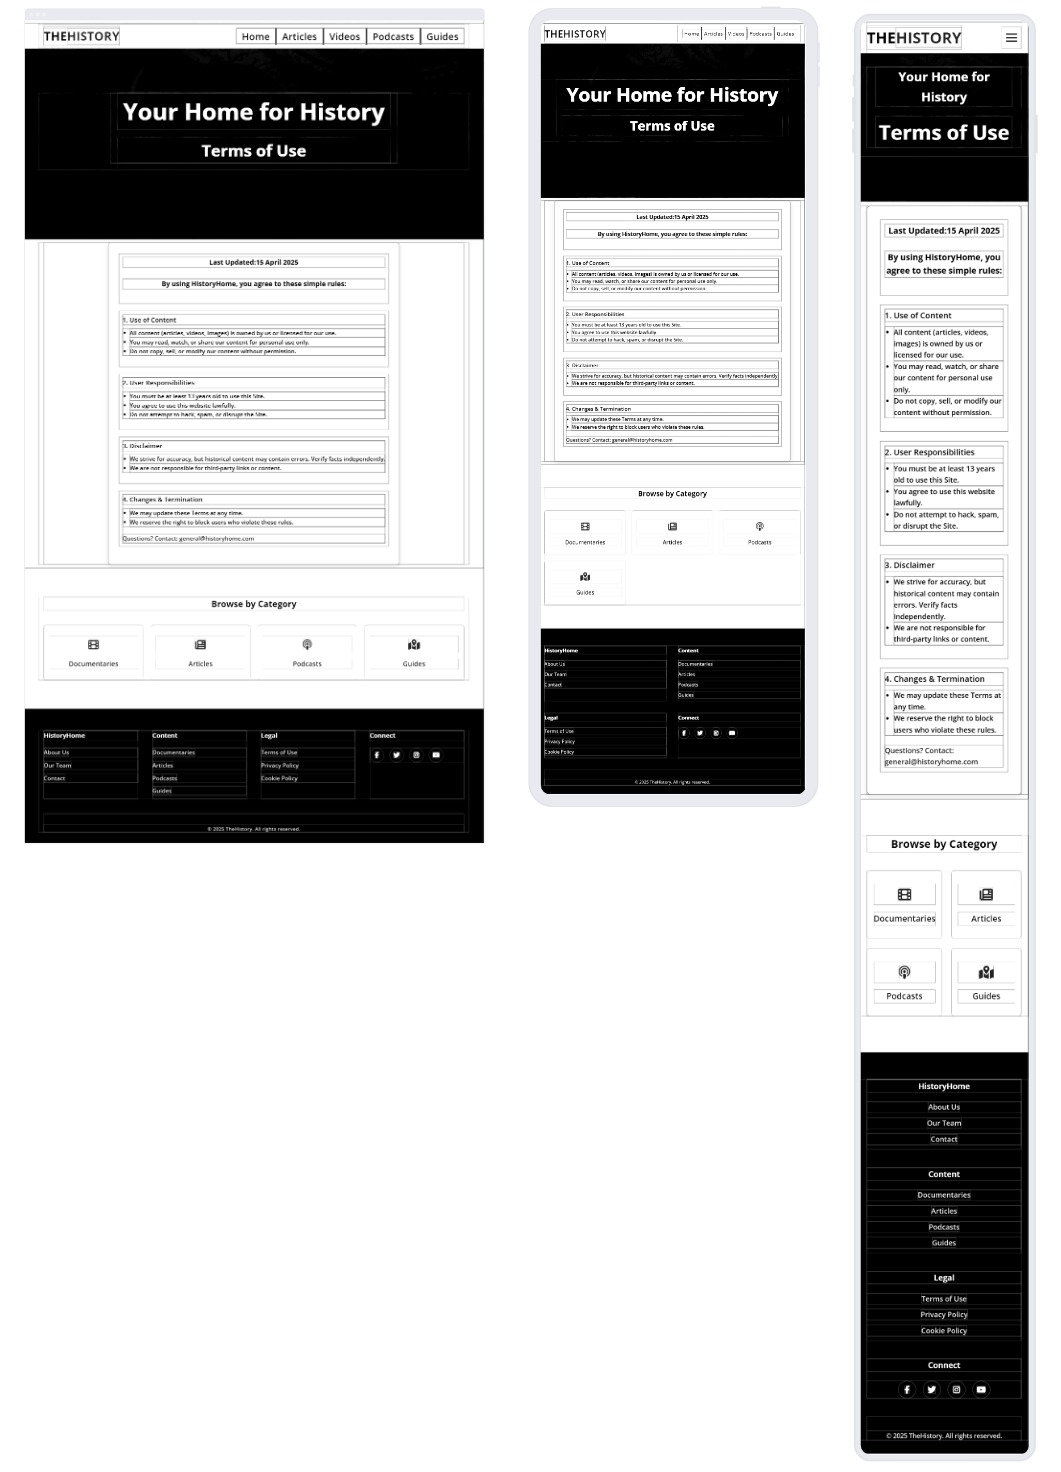 THEHISTORY
Home Articles Videos Podcasts Guides
Your Home for History
Terms of Use
Last Updated:15 April 2025
By using HistoryHome, you agree to these simple rules:
1. Use of Content
• All content (articles, videos, images) is owned by us or licensed for our use.
• You may read, watch, or share our content for personal use only.
• Do not copy, sell, or modify our content without permission.
2. User Responsibilities
• You must be at least 13 years old to use this Site.
• You agree to use this website lawfully.
• Do not attempt to hack, spam, or disrupt the Site.
3. Disclaimer
• We strive for accuracy, but historical content may contain errors. Verify facts independently.
• We are not responsible for third-party links or content.
4. Changes & Termination
• We may update these Terms at any time.
• We reserve the right to block users who violate these rules.
Questions? Contact: general@historyhome.com
Browse by Category
Documentaries Articles Podcasts Guides
HistoryHome Content Legal Connect
About Us Documentaries Terms of Use
Our Team Articles Privacy Policy
Contact Podcasts Cookie Policy
Guides
© 2025 TheHistory. All rights reserved.
THEHISTORY
Home Articles Videos Podcasts Guides
Your Home for History
Terms of Use
Last Updated:15 April 2025
By using HistoryHome, you agree to these simple rules:
1. Use of Content
• All content (articles, videos, images) is owned by us or licensed for our use.
• You may read, watch, or share our content for personal use only.
• Do not copy, sell, or modify our content without permission.
2. User Responsibilities
• You must be at least 13 years old to use this Site.
• You agree to use this website lawfully.
• Do not attempt to hack, spam, or disrupt the Site.
3. Disclaimer
• We strive for accuracy, but historical content may contain errors. Verify facts independently.
• We are not responsible for third-party links or content.
4. Changes & Termination
• We may update these Terms at any time.
• We reserve the right to block users who violate these rules.
Questions? Contact: general@historyhome.com
Browse by Category
Documentaries Articles Podcasts
Guides
HistoryHome Content
About Us Documentaries
Our Team Articles
Contact Podcasts
Guides
Legal Connect
Terms of Use
Privacy Policy
Cookie Policy
© 2025 TheHistory. All rights reserved.
THEHISTORY
Your Home for
History
Terms of Use
Last Updated:15 April 2025
By using HistoryHome, you
agree to these simple rules:
1. Use of Content
• All content (articles, videos,
images) is owned by us or
licensed for our use.
• You may read, watch, or share
our content for personal use
only.
• Do not copy, sell, or modify our
content without permission.
2. User Responsibilities
• You must be at least 13 years
old to use this Site.
• You agree to use this website
lawfully.
• Do not attempt to hack, spam,
or disrupt the Site.
3. Disclaimer
• We strive for accuracy, but
historical content may contain
errors. Verify facts
independently.
• We are not responsible for
third-party links or content.
4. Changes & Termination
• We may update these Terms at
any time.
• We reserve the right to block
users who violate these rules.
Questions? Contact:
general@historyhome.com
Browse by Category
Documentaries Articles
Podcasts Guides
HistoryHome
About Us
Our Team
Contact
Content
Documentaries
Articles
Podcasts
Guides
Legal
Terms of Use
Privacy Policy
Cookie Policy
Connect
© 2025 TheHistory. All rights reserved.